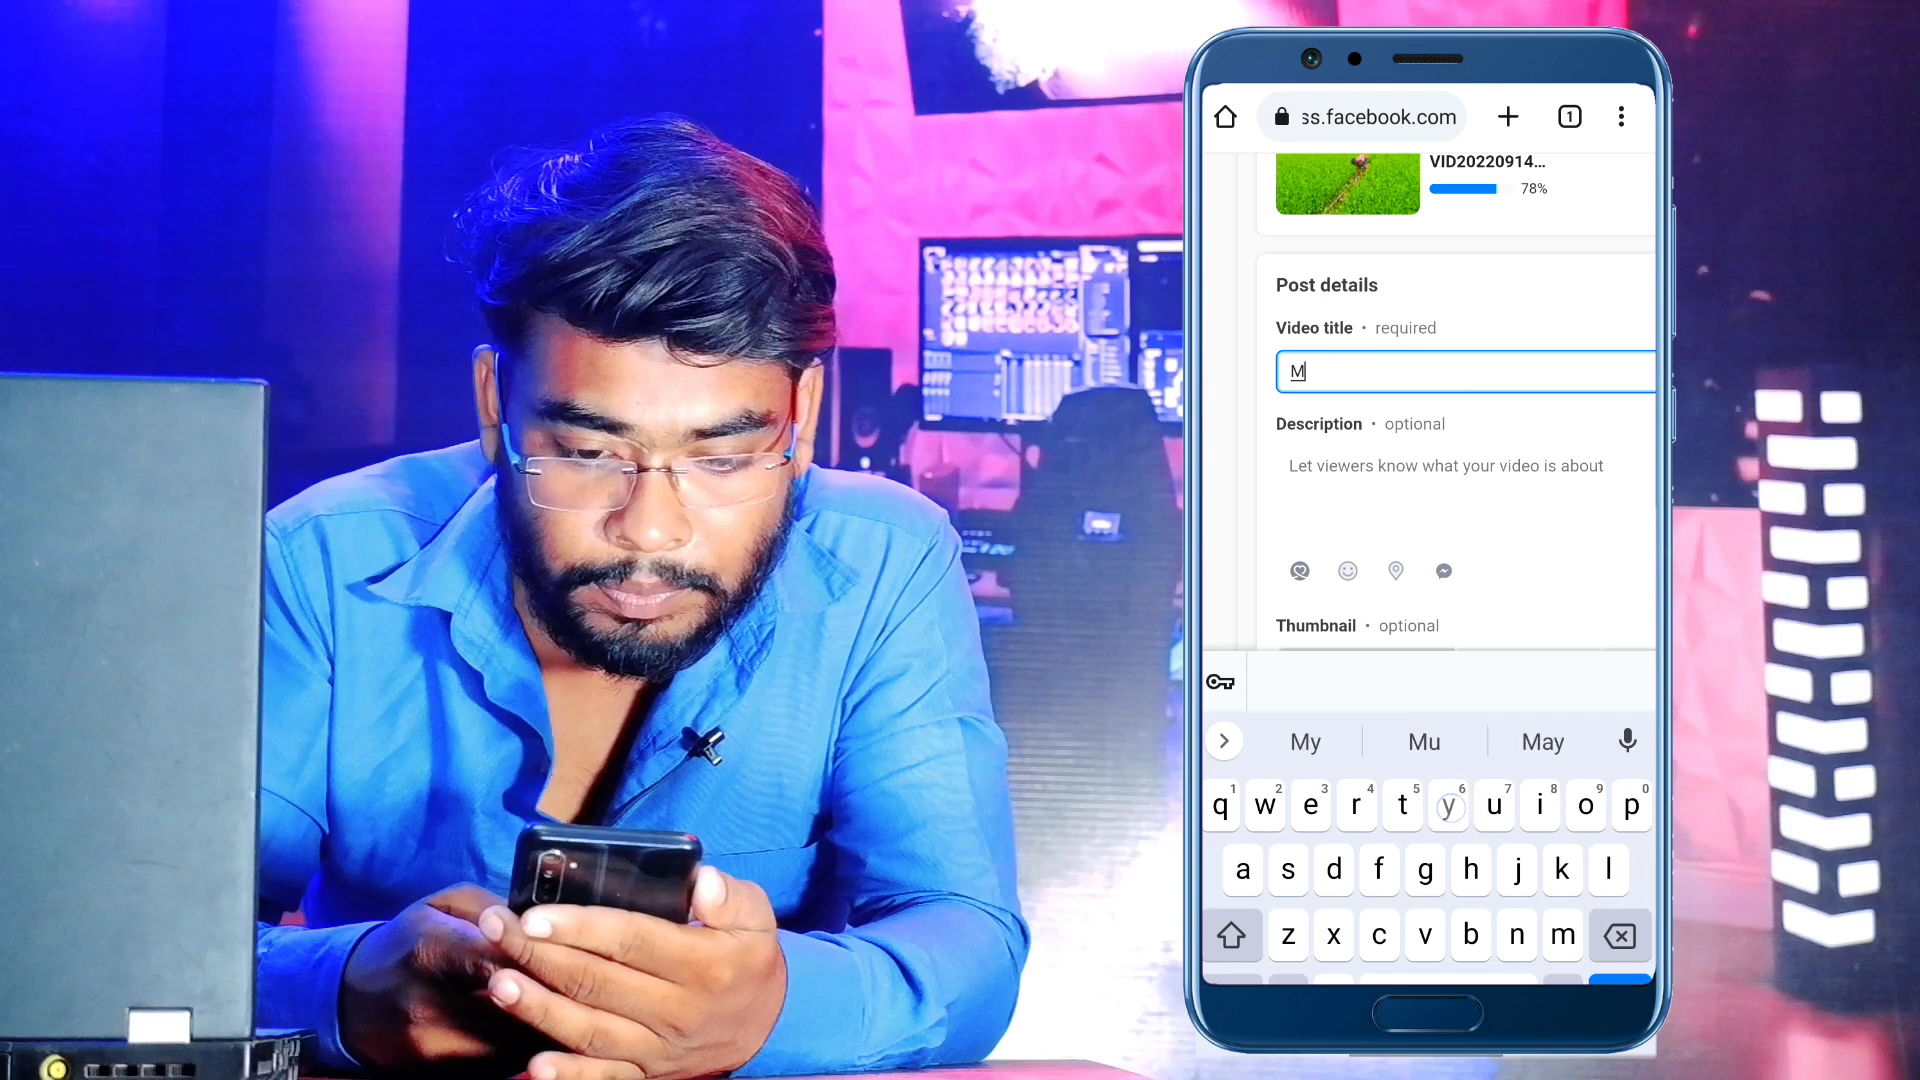 1
ss.facebook.com
VID20220914...
78%
Post details
Video title • required
M
Description • optional
Let viewers know what your video is about
Thumbnail • optional
My Mu May
1 2 3 4 5 6 7 8 9 0
q w e r t y u i o p
a s d f g h j k l
z x c v b n m